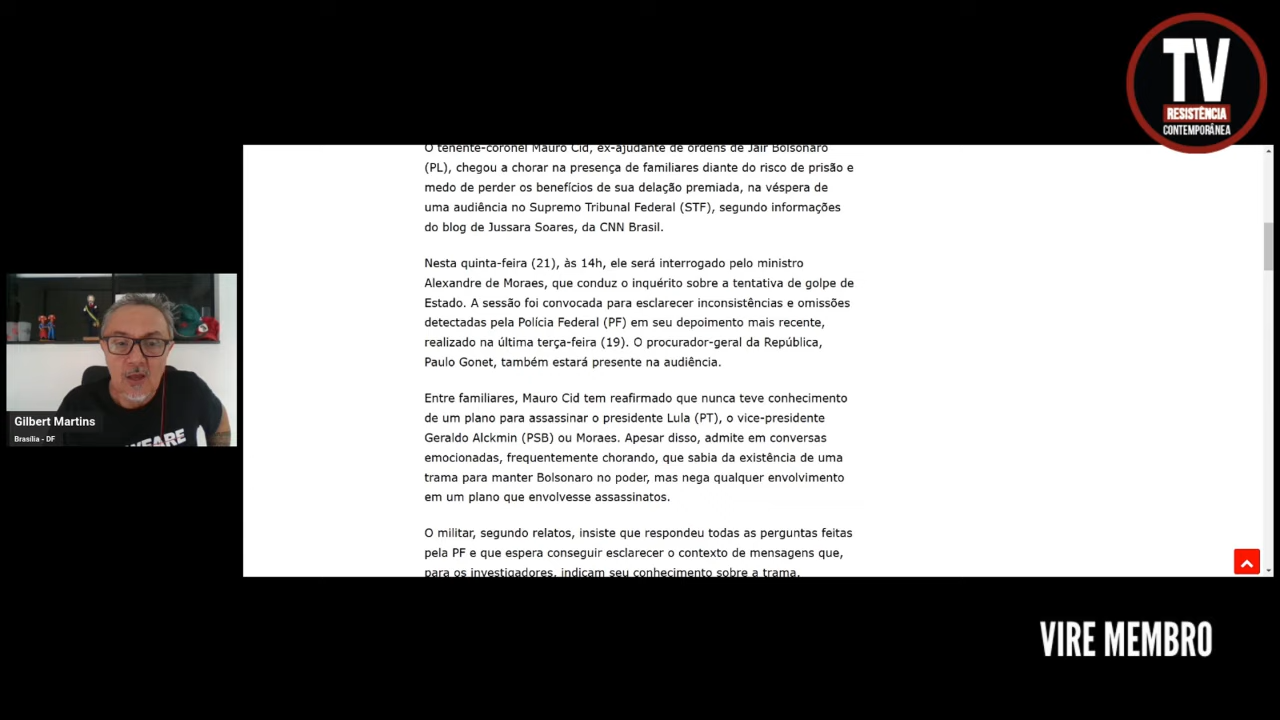 TV
RESISTÊNCIA
CONTEMPORÂNEA
O tenente-coronel Mauro Cid, ex-ajudante de ordens de Jair Bolsonaro
(PL), chegou a chorar na presença de familiares diante do risco de prisão e
medo de perder os benefícios de sua delação premiada, na véspera de
uma audiência no Supremo Tribunal Federal (STF), segundo informações
do blog de Jussara Soares, da CNN Brasil.
Nesta quinta-feira (21), às 14h, ele será interrogado pelo ministro
Alexandre de Moraes, que conduz o inquérito sobre a tentativa de golpe de
Estado. A sessão foi convocada para esclarecer inconsistências e omissões
detectadas pela Polícia Federal (PF) em seu depoimento mais recente,
realizado na última terça-feira (19). O procurador-geral da República,
Paulo Gonet, também estará presente na audiência.
Entre familiares, Mauro Cid tem reafirmado que nunca teve conhecimento
de um plano para assassinar o presidente Lula (PT), o vice-presidente
Geraldo Alckmin (PSB) ou Moraes. Apesar disso, admite em conversas
emocionadas, frequentemente chorando, que sabia da existência de uma
trama para manter Bolsonaro no poder, mas nega qualquer envolvimento
em um plano que envolvesse assassinatos.
O militar, segundo relatos, insiste que respondeu todas as perguntas feitas
pela PF e que espera conseguir esclarecer o contexto de mensagens que,
para os investigadores, indicam seu conhecimento sobre a trama.
Gilbert Martins
Brasília - DF
VIRE MEMBRO